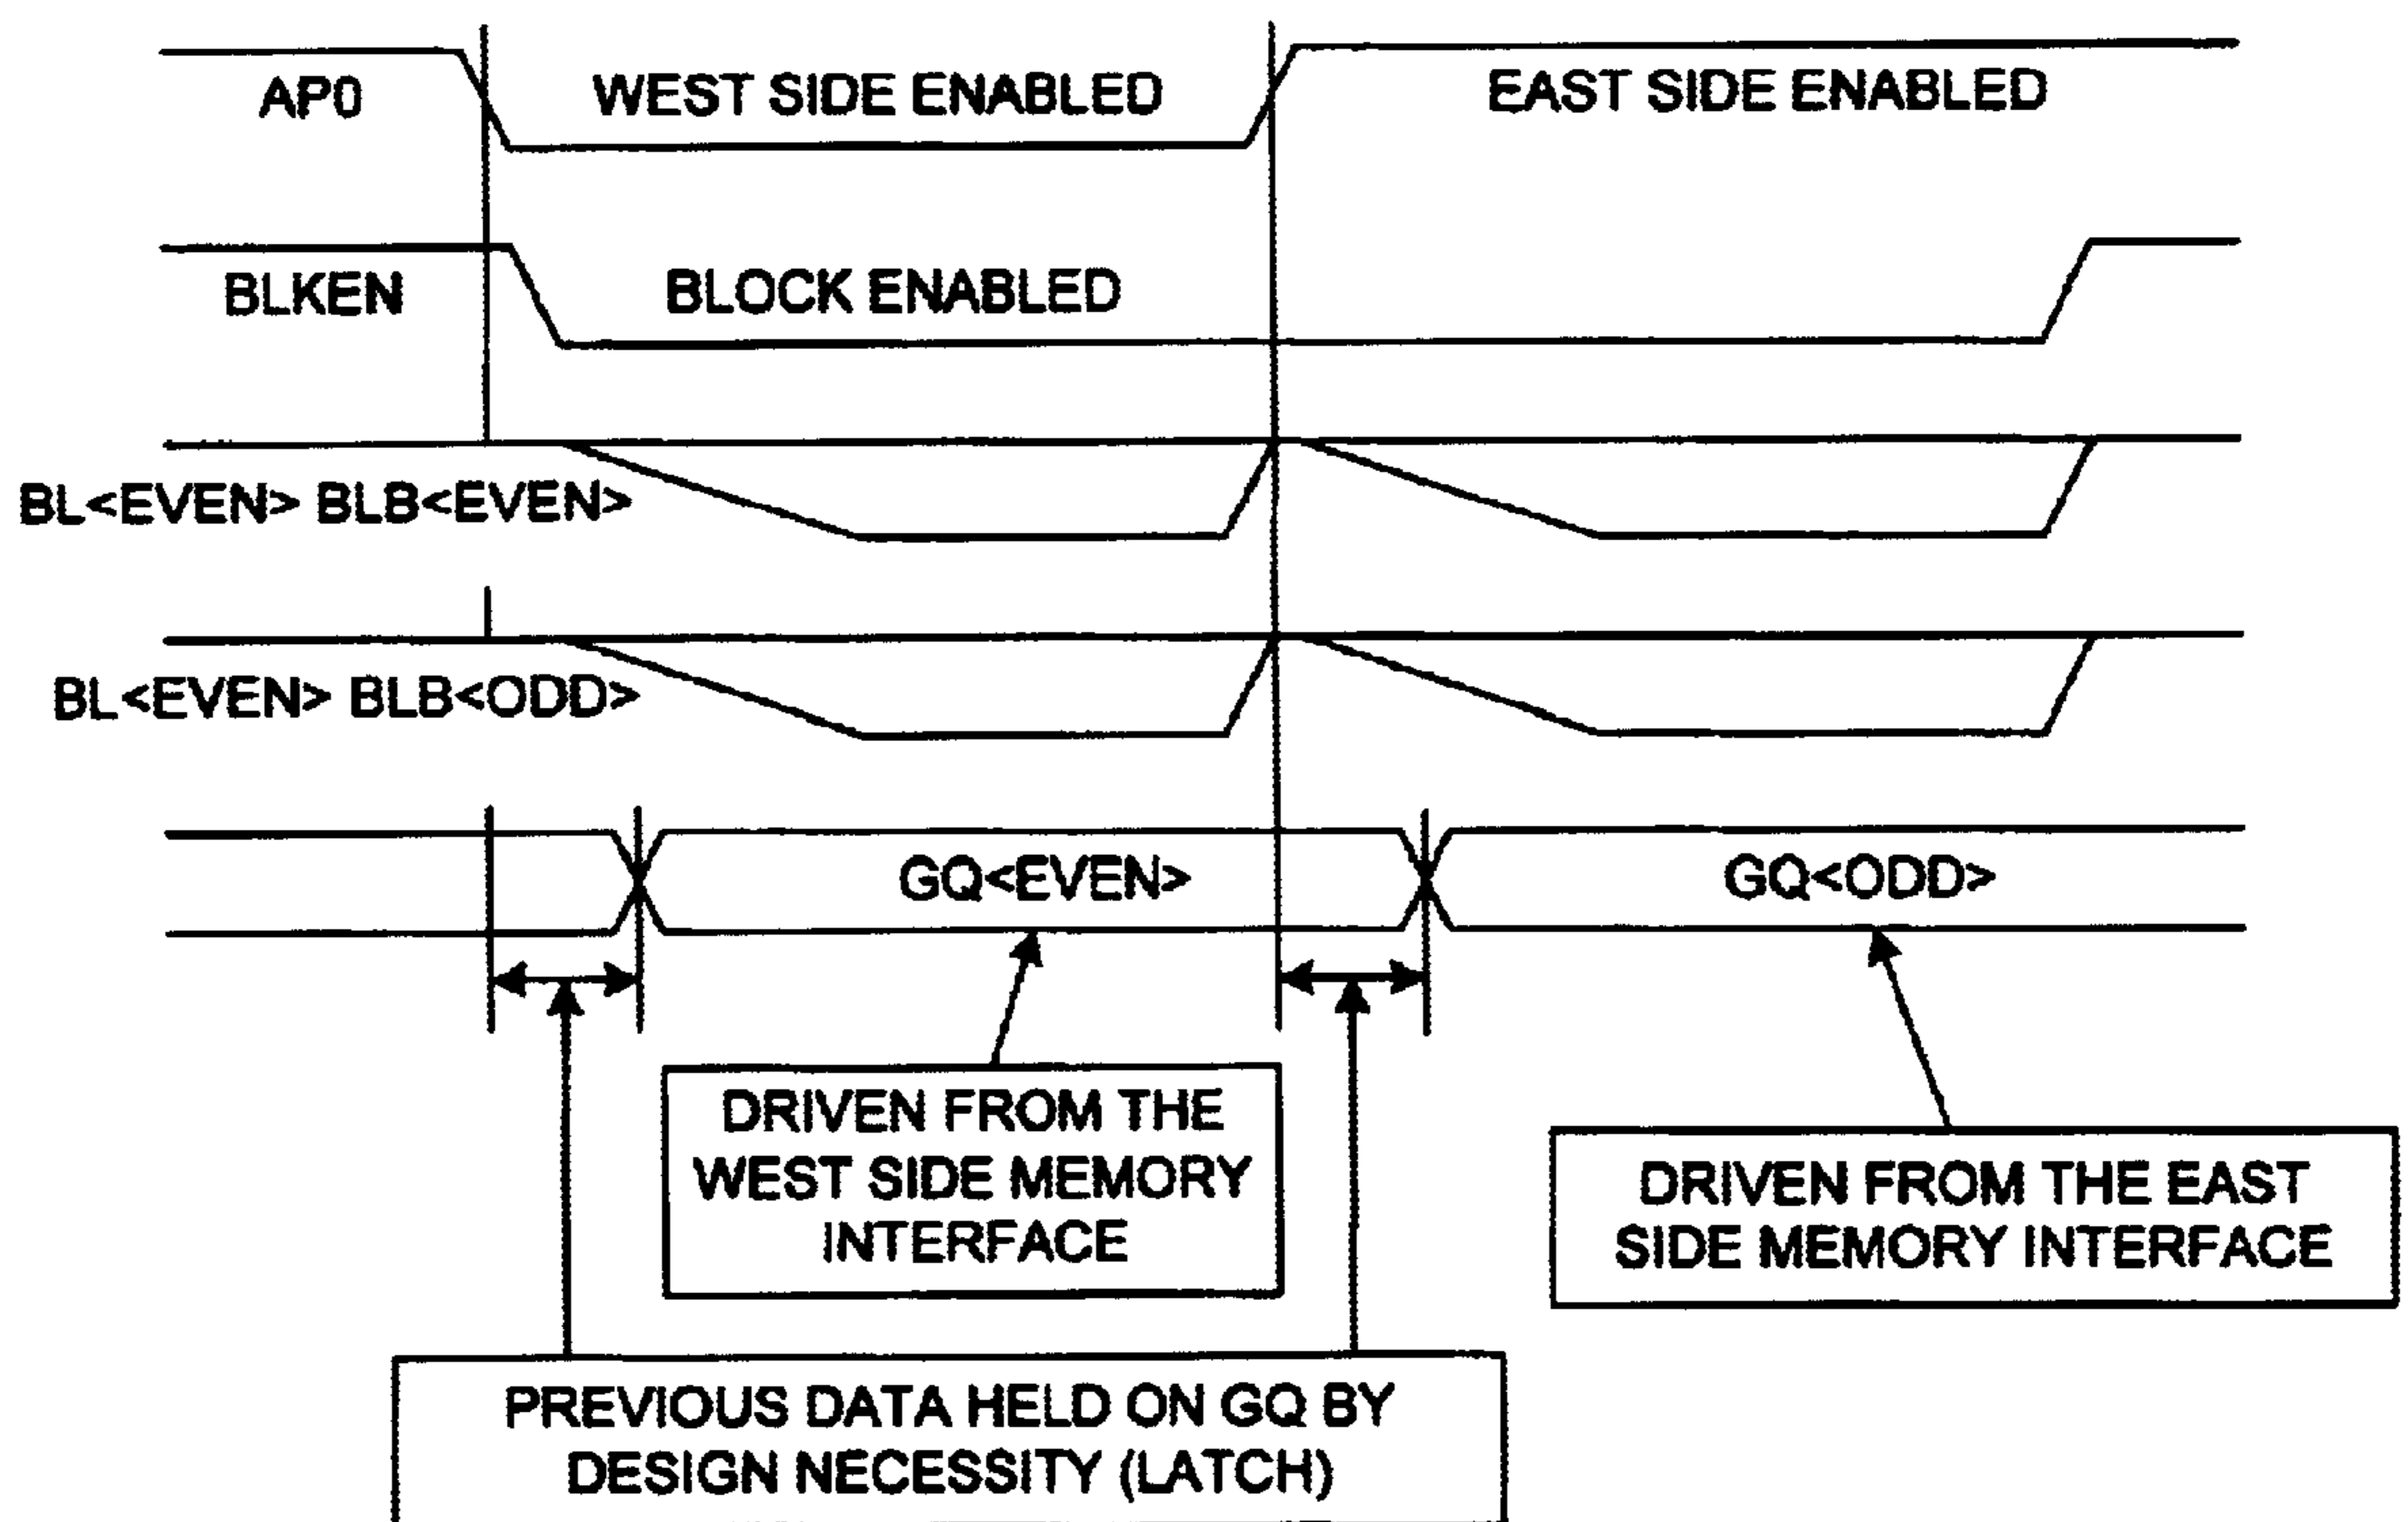 AP0
WEST SIDE ENABLED
EAST SIDE ENABLED
BLKEN
BLOCK ENABLED
BL<EVEN> BLB<EVEN>
BL<EVEN> BLB<ODD>
GQ<EVEN>
GQ<ODD>
DRIVEN FROM THE
WEST SIDE MEMORY
INTERFACE
DRIVEN FROM THE EAST
SIDE MEMORY INTERFACE
PREVIOUS DATA HELD ON GQ BY
DESIGN NECESSITY (LATCH)